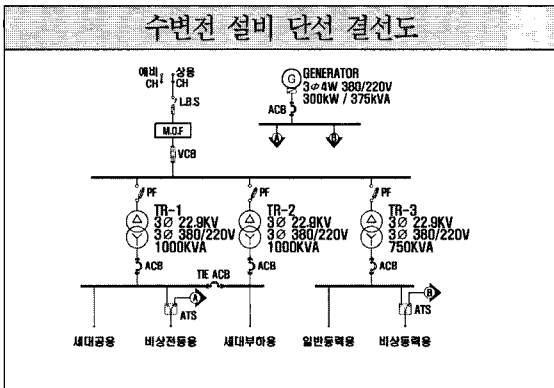 수변전 설비 단선 결선도
예비 상용
CH CH
L.B.S
M.O.F
VCB
G
GENERATOR
3Φ4W 380/220V
300kW / 375kVA
ACB
A B
PF PF PF
TR-1
3Ø 22.9KV
3Ø 380/220V
1000KVA
TR-2
3Ø 22.9KV
3Ø 380/220V
1000KVA
TR-3
3Ø 22.9KV
3Ø 380/220V
750KVA
ACB TIE ACB ACB ACB
A B
ATS ATS
세대공용 비상전등용 세대부하용 일반동력용 비상동력용